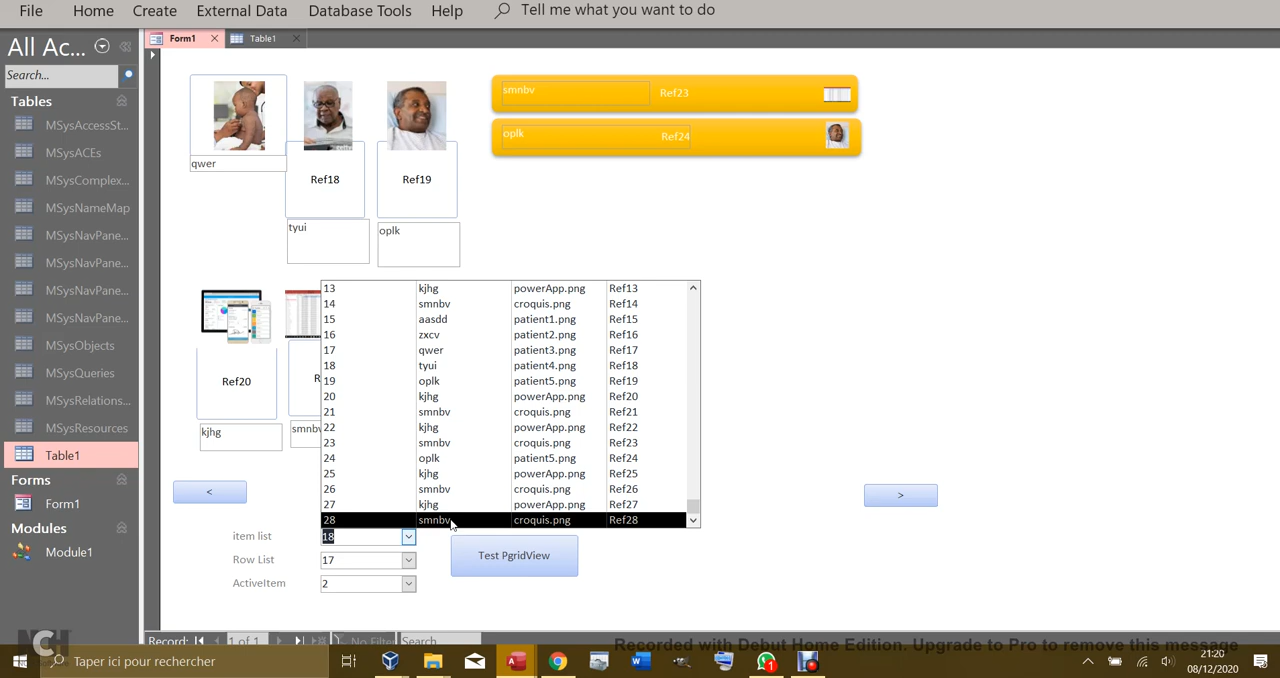 File Home Create External Data Database Tools Help Tell me what you want to do
All Ac... Form1 Table1
Search...
Tables
MSysAccessSt...
MSysACEs
MSysComplex...
MSysNameMap
MSysNavPane...
MSysNavPane...
MSysNavPane...
MSysNavPane...
MSysObjects
MSysQueries
MSysRelations...
MSysResources
Table1
Forms
Form1
Modules
Module1
qwer
Ref18
tyui
Ref19
oplk
smnbv Ref23
oplk Ref24
Ref20
kjhg
smnbv
13 kjhg powerApp.png Ref13
14 smnbv croquis.png Ref14
15 aasdd patient1.png Ref15
16 zxcv patient2.png Ref16
17 qwer patient3.png Ref17
18 tyui patient4.png Ref18
19 oplk patient5.png Ref19
20 kjhg powerApp.png Ref20
21 smnbv croquis.png Ref21
22 kjhg powerApp.png Ref22
23 smnbv croquis.png Ref23
24 oplk patient5.png Ref24
25 kjhg powerApp.png Ref25
26 smnbv croquis.png Ref26
27 kjhg powerApp.png Ref27
28 smnbv croquis.png Ref28
< >
item list 18
Row List 17
ActiveItem 2
Test PgridView
Record: 1 of 1 No Filter Search
NCH
Recorded with Debut Home Edition. Upgrade to Pro to remove this message
Taper ici pour rechercher
1
21:20
08/12/2020